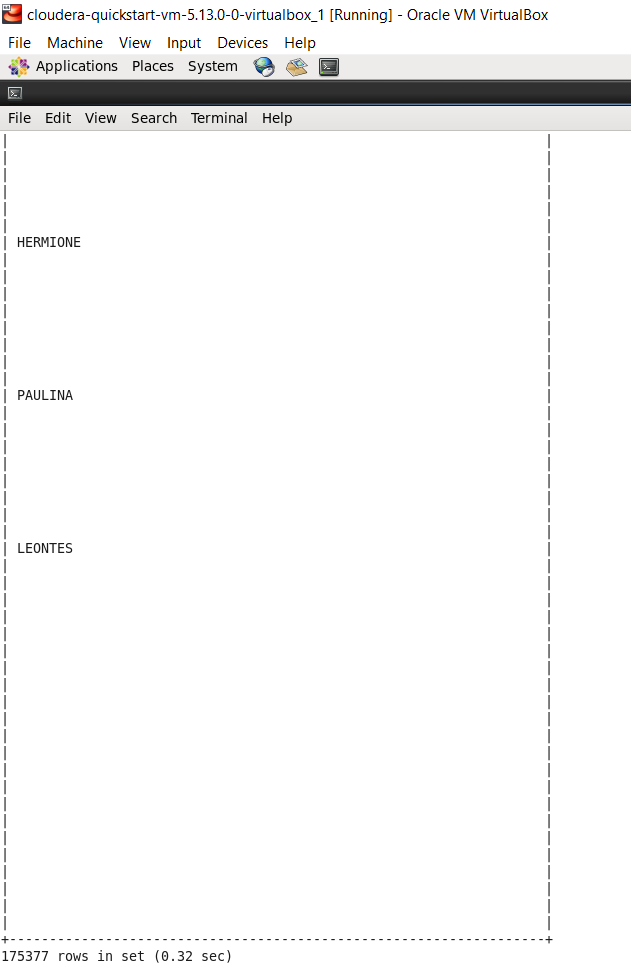 cloudera-quickstart-vm-5.13.0-0-virtualbox_1 [Running] - Oracle VM VirtualBox
File Machine View Input Devices Help
Applications Places System
File Edit View Search Terminal Help
| HERMIONE |
| PAULINA |
| LEONTES |
+-------------------------------------------------------------------+
175377 rows in set (0.32 sec)